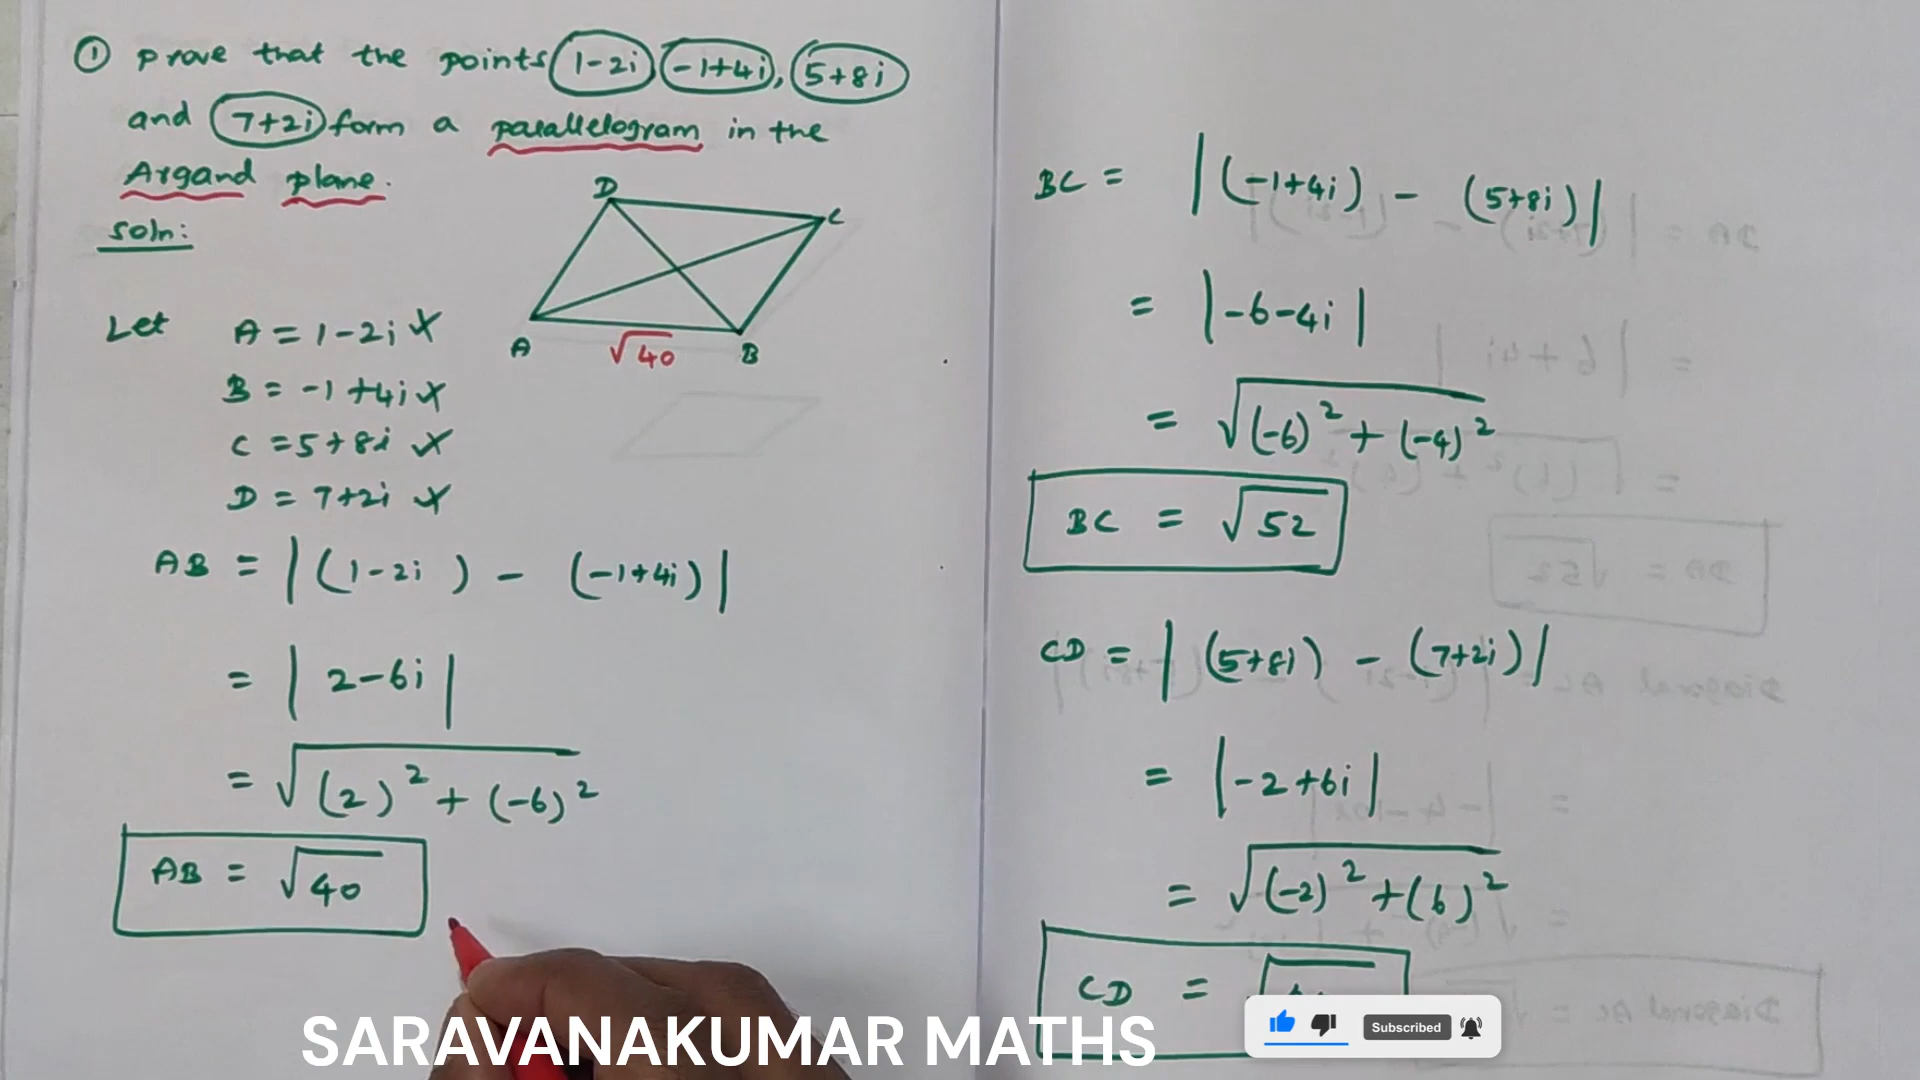 ① Prove that the points 1-2i, -1+4i, 5+8i
and 7+2i form a parallelogram in the
Argand plane.
Soln:
D
C
A
B
√40
Let A = 1-2i
B = -1+4i
C = 5+8i
D = 7+2i
AB = |(1-2i) - (-1+4i)|
= |2-6i|
= √(2)² + (-6)²
AB = √40
BC = |(-1+4i) - (5+8i)|
= |-6-4i|
= √(-6)² + (-4)²
BC = √52
CD = |(5+8i) - (7+2i)|
= |-2+6i|
= √(-2)² + (6)²
CD =
SARAVANAKUMAR MATHS
Subscribed